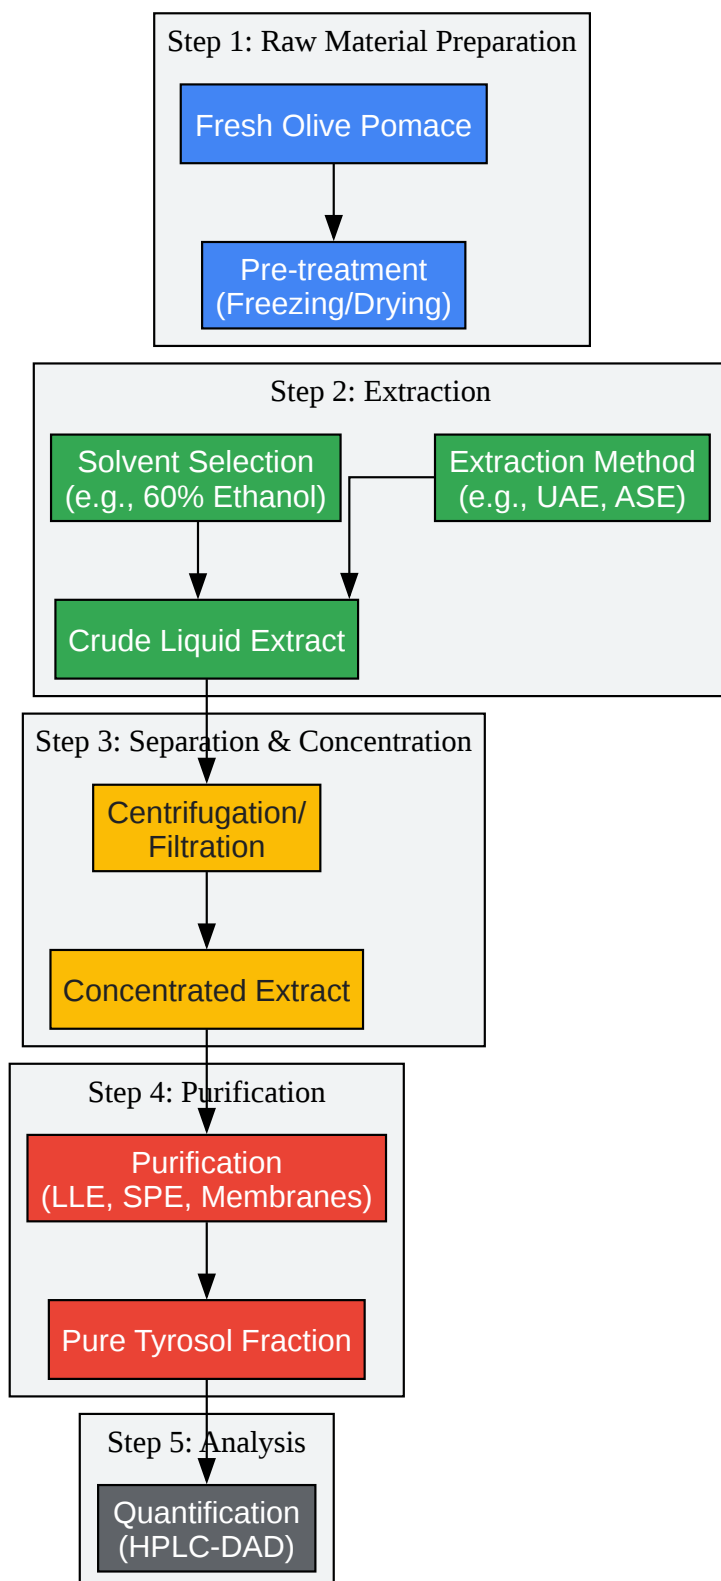 Step 1: Raw Material Preparation
Fresh Olive Pomace
Pre-treatment
(Freezing/Drying)
Step 2: Extraction
Solvent Selection
(e.g., 60% Ethanol)
Extraction Method
(e.g., UAE, ASE)
Crude Liquid Extract
Step 3: Separation & Concentration
Centrifugation/
Filtration
Concentrated Extract
Step 4: Purification
Purification
(LLE, SPE, Membranes)
Pure Tyrosol Fraction
Step 5: Analysis
Quantification
(HPLC-DAD)